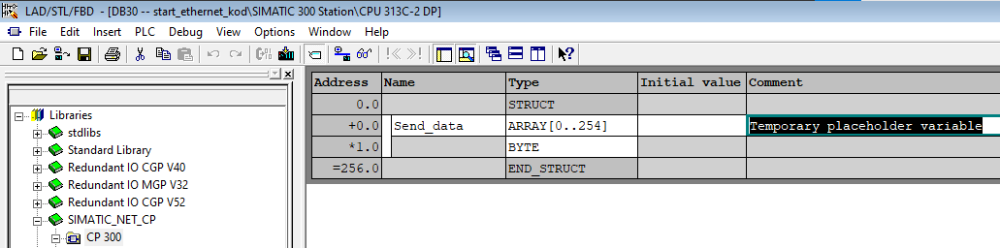 LAD/STL/FBD - [DB30 -- start_ethernet_kod\SIMATIC 300 Station\CPU 313C-2 DP]
File Edit Insert PLC Debug View Options Window Help
Address Name Type Initial value Comment
0.0 STRUCT
+0.0 Send_data ARRAY[0..254] Temporary placeholder variable
*1.0 BYTE
=256.0 END_STRUCT
Libraries
stdlibs
Standard Library
Redundant IO CGP V40
Redundant IO MGP V32
Redundant IO CGP V52
SIMATIC_NET_CP
CP 300